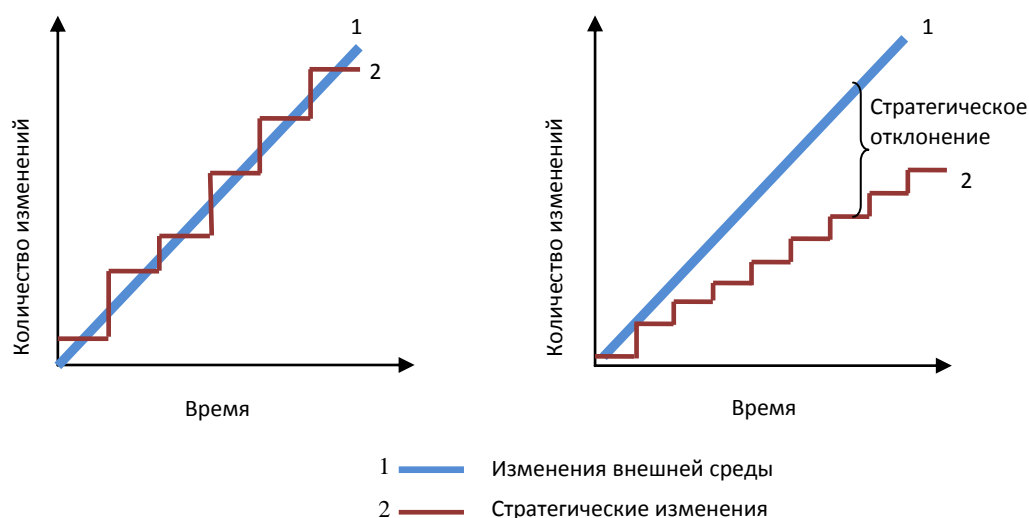 Количество изменений
1
2
Время
Количество изменений
1
Стратегическое
отклонение
2
Время
1 Изменения внешней среды
2 Стратегические изменения